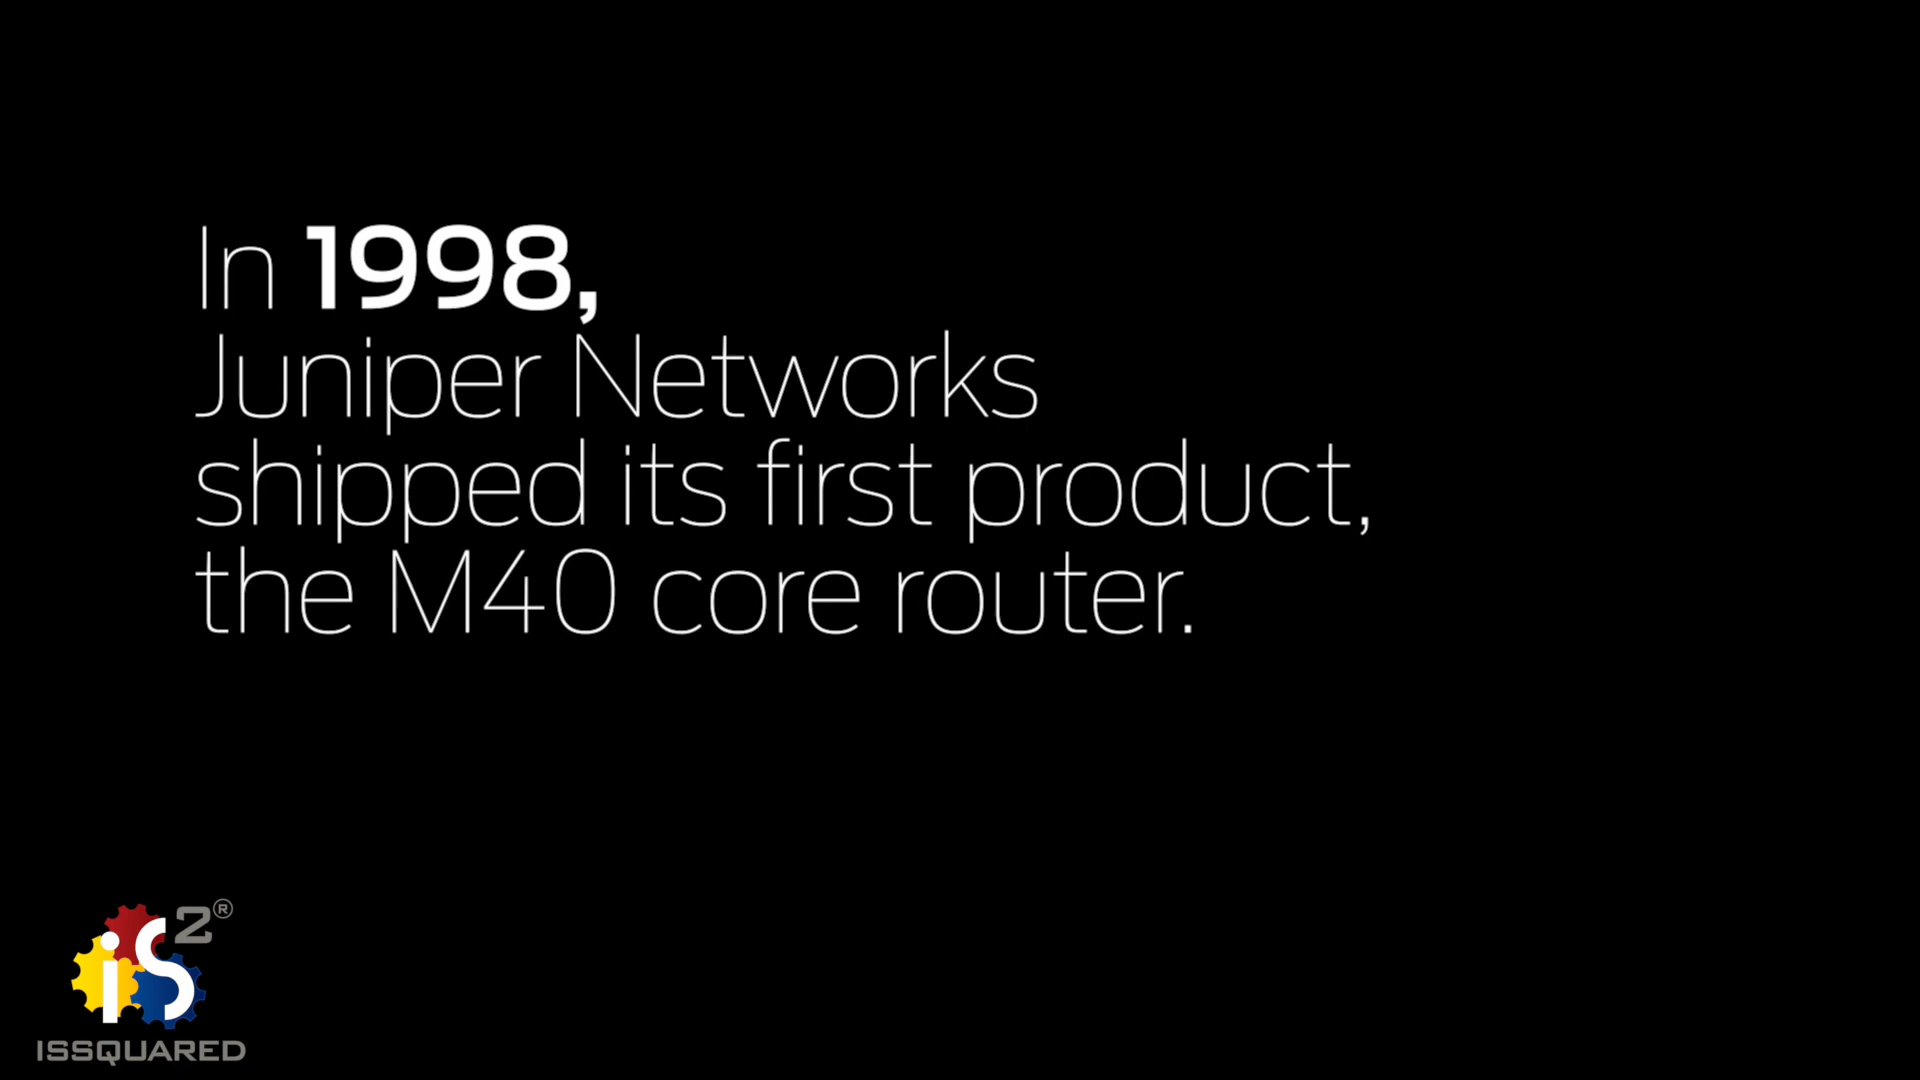 In 1998,
Juniper Networks
shipped its first product,
the M40 core router.
iS2®
ISSQUARED